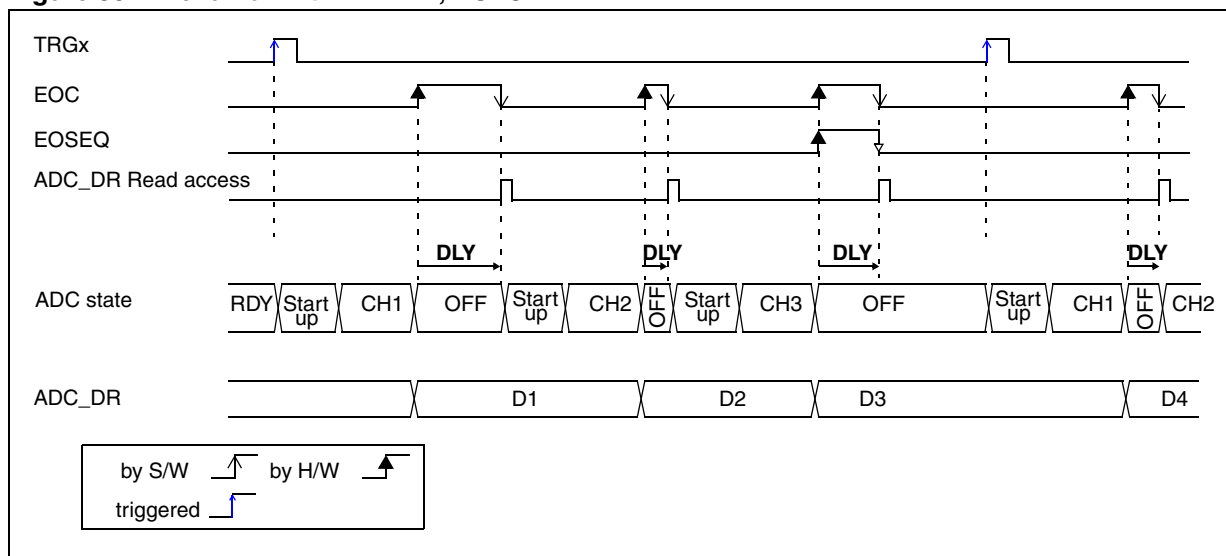 TRGx
EOC
EOSEQ
ADC_DR Read access
DLY DLY DLY DLY
ADC state RDY Start up CH1 OFF Start up CH2 OFF Start up CH3 OFF Start up CH1 OFF CH2
ADC_DR D1 D2 D3 D4
by S/W by H/W
triggered